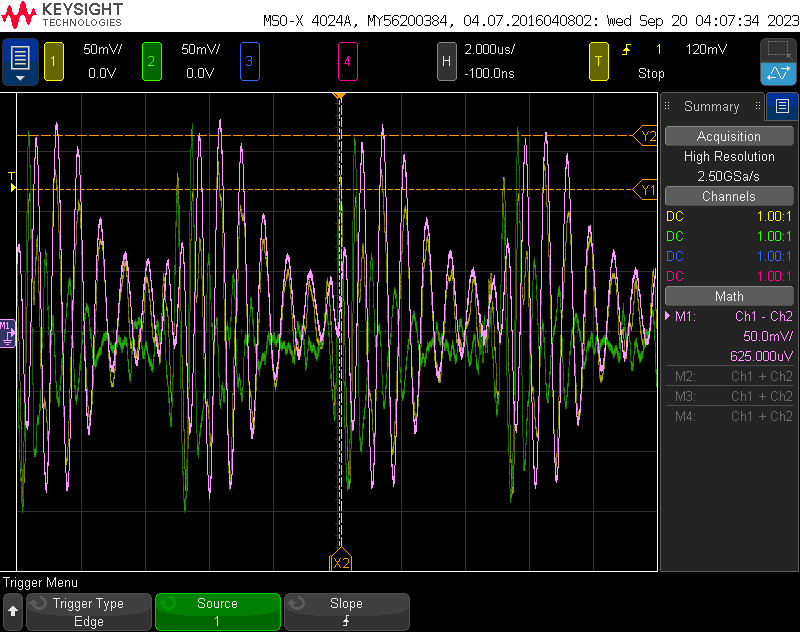 KEYSIGHT
TECHNOLOGIES
MSO-X 4024A, MY56200384, 04.07.2016040802: Wed Sep 20 04:07:34 2023
1 50mV/ 2 50mV/ 3 4 H 2.000us/ T 1 120mV
0.0V 0.0V -100.0ns Stop
Summary
Acquisition
High Resolution
2.50GSa/s
Channels
DC 1.00:1
DC 1.00:1
DC 1.00:1
DC 1.00:1
Math
M1: Ch1 - Ch2
50.0mV/
625.000uV
M2: Ch1 + Ch2
M3: Ch1 + Ch2
M4: Ch1 + Ch2
Y2
T
Y1
M1
X2
Trigger Menu
Trigger Type
Edge
Source
1
Slope